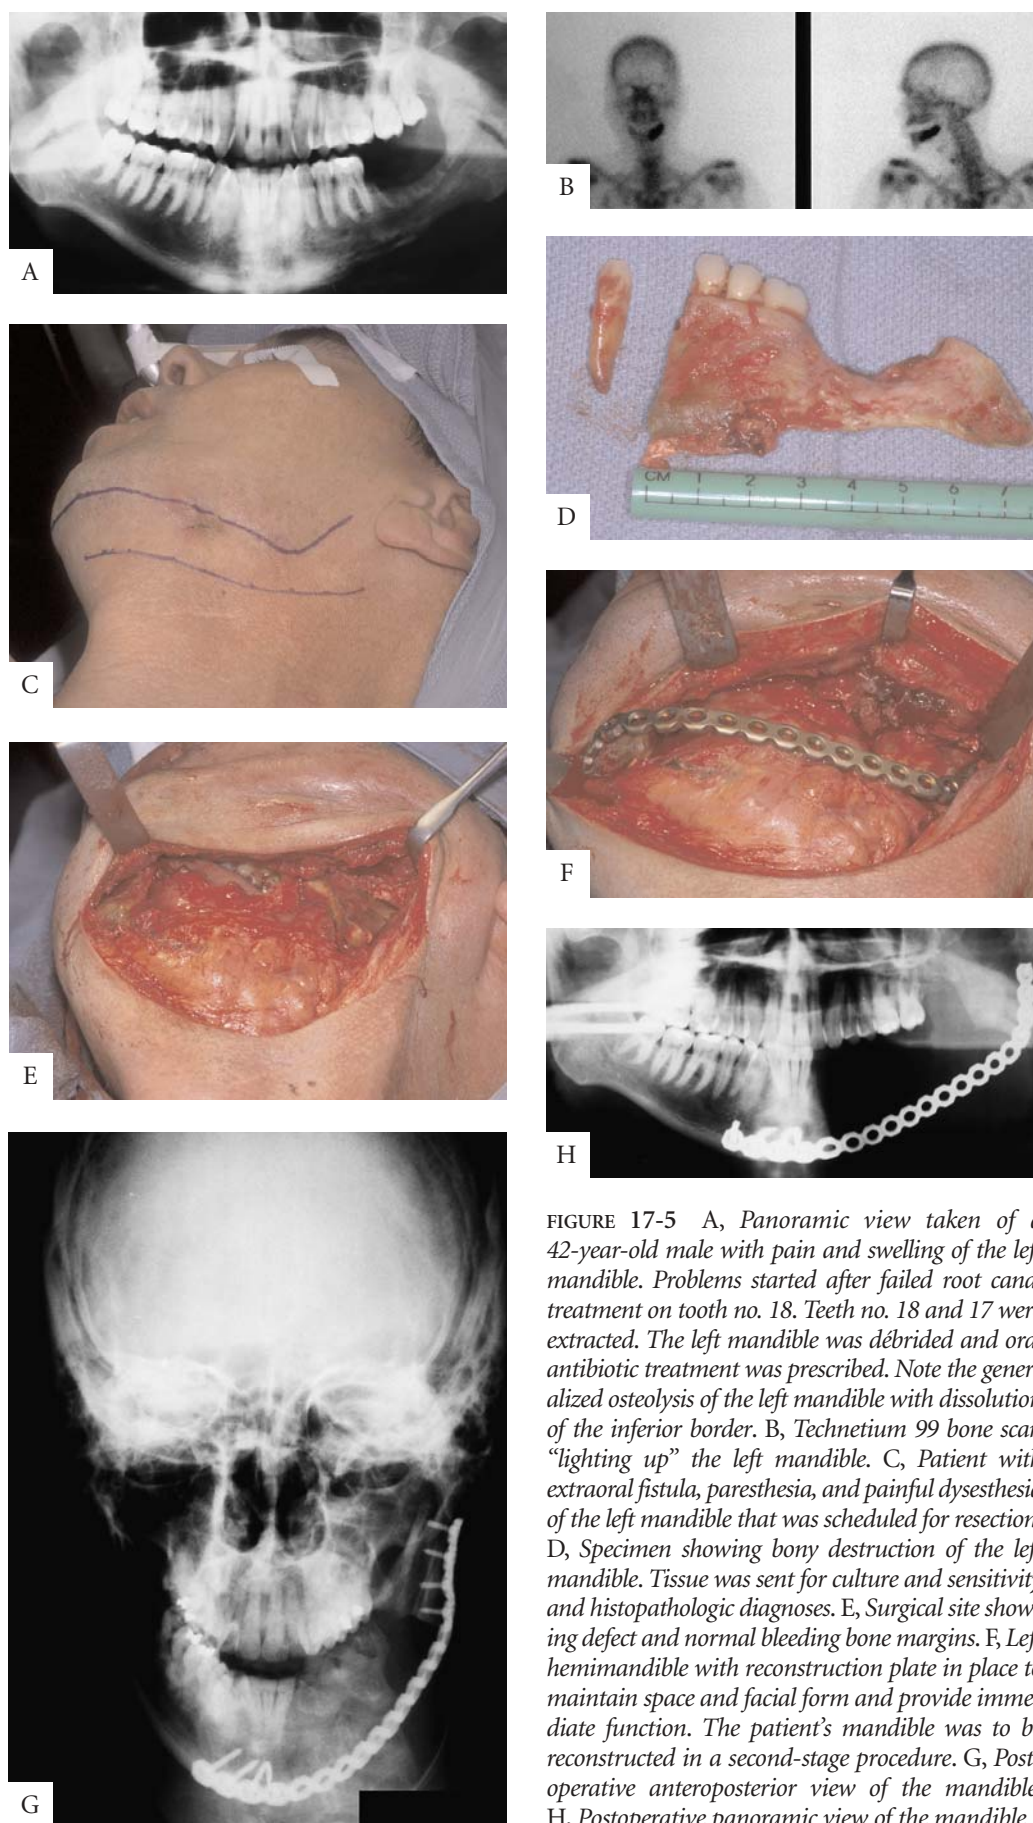 A
B
C
CM 1 2 3 4 5 6 7
D
E
F
G
H
FIGURE 17-5 A, Panoramic view taken of a
42-year-old male with pain and swelling of the lef
mandible. Problems started after failed root cana
treatment on tooth no. 18. Teeth no. 18 and 17 wer
extracted. The left mandible was débrided and ora
antibiotic treatment was prescribed. Note the gener
alized osteolysis of the left mandible with dissolution
of the inferior border. B, Technetium 99 bone scan
“lighting up” the left mandible. C, Patient with
extraoral fistula, paresthesia, and painful dysesthesia
of the left mandible that was scheduled for resection
D, Specimen showing bony destruction of the lef
mandible. Tissue was sent for culture and sensitivity
and histopathologic diagnoses. E, Surgical site show
ing defect and normal bleeding bone margins. F, Lef
hemimandible with reconstruction plate in place to
maintain space and facial form and provide imme
diate function. The patient’s mandible was to b
reconstructed in a second-stage procedure. G, Post
operative anteroposterior view of the mandible
H, Postoperative panoramic view of the mandible